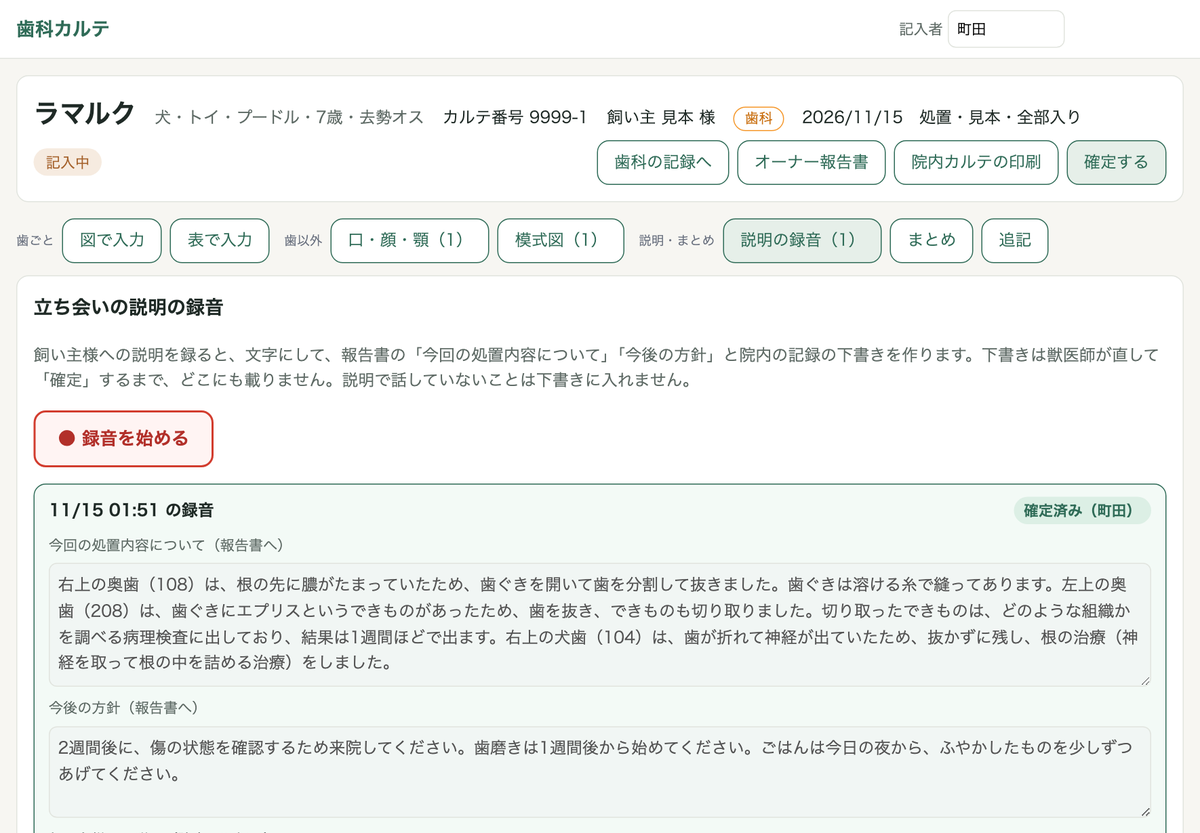 歯科カルテ
記入者 町田
ラマルク 犬・トイ・プードル・7歳・去勢オス カルテ番号 9999-1 飼い主 見本 様 歯科 2026/11/15 処置・見本・全部入り
記入中 歯科の記録へ オーナー報告書 院内カルテの印刷 確定する
歯ごと 図で入力 表で入力 歯以外 口・顔・顎（1） 模式図（1） 説明・まとめ 説明の録音（1） まとめ 追記
立ち会いの説明の録音
飼い主様への説明を録ると、文字にして、報告書の「今回の処置内容について」「今後の方針」と院内の記録の下書きを作ります。下書きは獣医師が直して
「確定」するまで、どこにも載りません。説明で話していないことは下書きに入れません。
● 録音を始める
11/15 01:51 の録音 確定済み（町田）
今回の処置内容について（報告書へ）
右上の奥歯（108）は、根の先に膿がたまっていたため、歯ぐきを開いて歯を分割して抜きました。歯ぐきは溶ける糸で縫ってあります。左上の奥
歯（208）は、歯ぐきにエプリスというできものがあったため、歯を抜き、できものも切り取りました。切り取ったできものは、どのような組織か
を調べる病理検査に出しており、結果は1週間ほどで出ます。右上の犬歯（104）は、歯が折れて神経が出ていたため、抜かずに残し、根の治療（神
経を取って根の中を詰める治療）をしました。
今後の方針（報告書へ）
2週間後に、傷の状態を確認するため来院してください。歯磨きは1週間後から始めてください。ごはんは今日の夜から、ふやかしたものを少しずつ
あげてください。